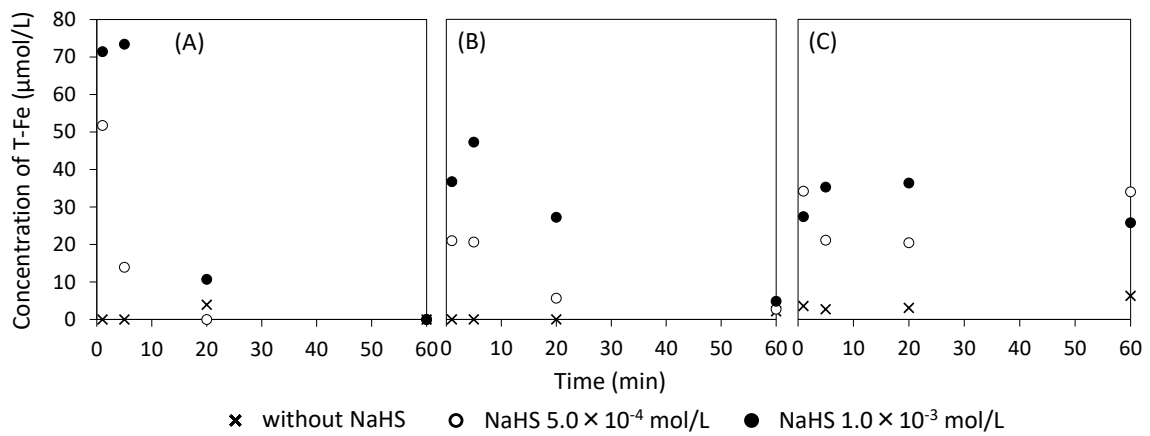 Concentration of T-Fe (μmol/L)
80
70
60
50
40
30
20
10
0
(A)
(B)
(C)
0 10 20 30 40 50 60 0 10 20 30 40 50 60 0 10 20 30 40 50 60
Time (min)
× without NaHS ○ NaHS 5.0 × 10⁻⁴ mol/L ● NaHS 1.0 × 10⁻³ mol/L